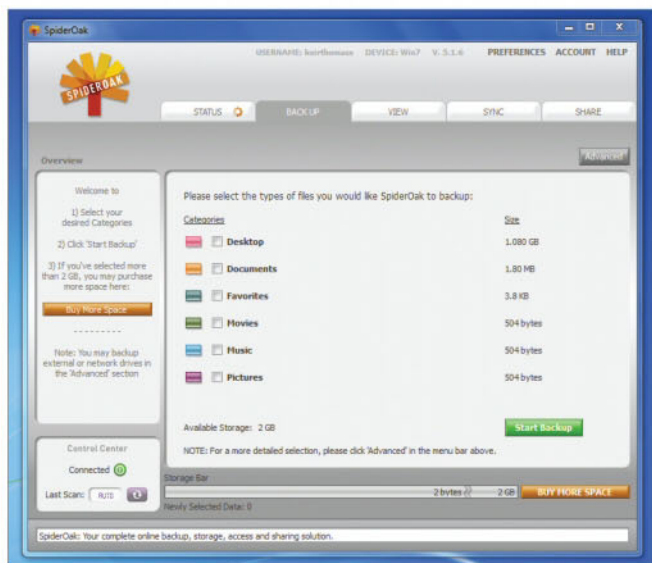 SpiderOak
USERNAME: DEVICE: Win7 V. 5.1.6 PREFERENCES ACCOUNT HELP
SPIDEROAK
STATUS BACK UP VIEW SYNC SHARE
Overview
Advanced
Welcome to
1) Select your
desired Categories
2) Click 'Start Backup'
3) If you've selected more
than 2 GB, you may purchase
more space here:
Buy More Space
---------
Note: You may backup
external or network drives in
the 'Advanced' section
Please select the types of files you would like SpiderOak to backup:
Categories Size
Desktop 1.080 GB
Documents 1.80 MB
Favorites 3.8 KB
Movies 504 bytes
Music 504 bytes
Pictures 504 bytes
Available Storage: 2 GB
Start Backup
NOTE: For a more detailed selection, please click 'Advanced' in the menu bar above.
Control Center
Connected
Last Scan: AUTO
Storage Bar
2 bytes 2 GB BUY MORE SPACE
Newly Selected Data: 0
SpiderOak: Your complete online backup, storage, access and sharing solution.